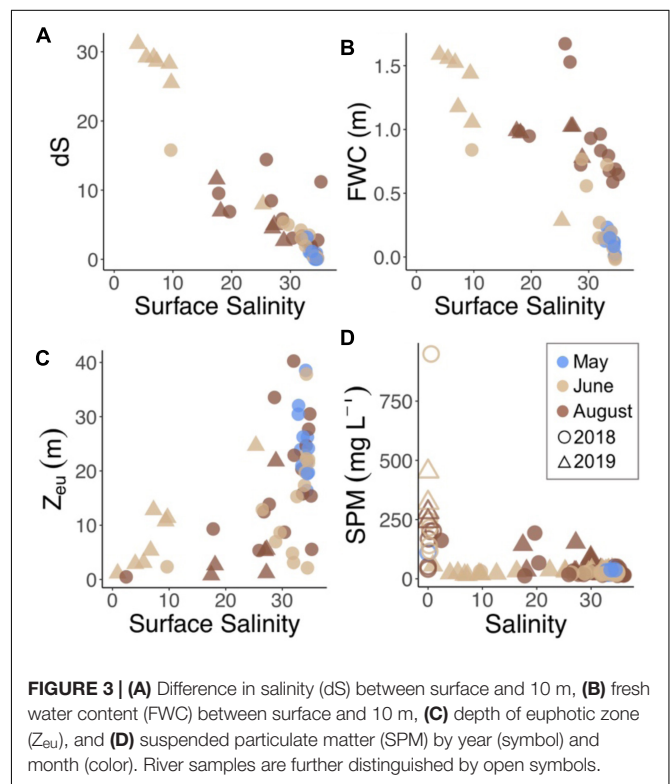 A
30
20
10
0
dS
0 10 20 30
Surface Salinity
B
1.5
1.0
0.5
0.0
FWC (m)
0 10 20 30
Surface Salinity
C
40
30
20
10
0
Zeu (m)
0 10 20 30
Surface Salinity
D
750
500
250
0
SPM (mg L⁻¹)
0 10 20 30
Salinity
May
June
August
2018
2019
FIGURE 3 | (A) Difference in salinity (dS) between surface and 10 m, (B) fresh
water content (FWC) between surface and 10 m, (C) depth of euphotic zone
(Zeu), and (D) suspended particulate matter (SPM) by year (symbol) and
month (color). River samples are further distinguished by open symbols.